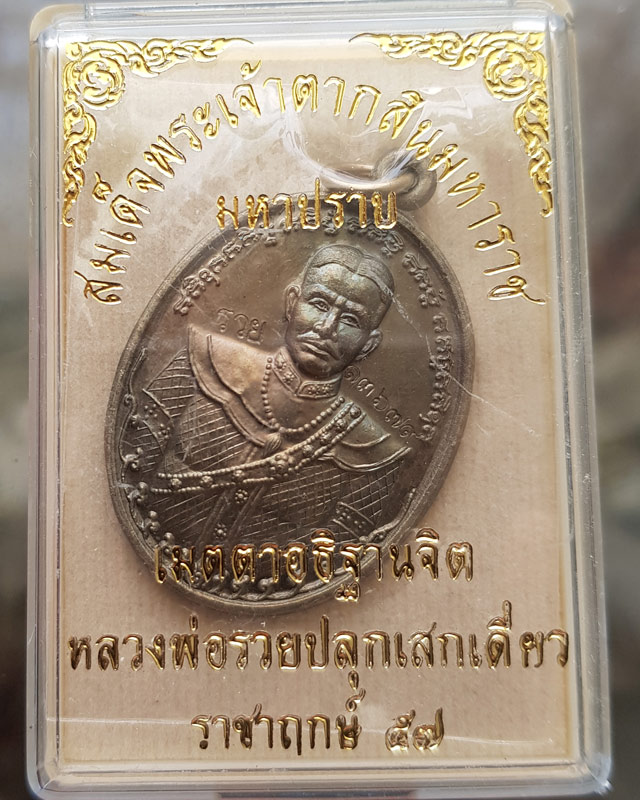 สมเด็จพระเจ้าตากสินมหาราช
มหาปราบ
รวย
เมตตาอธิฐานจิต
หลวงพ่อรวยปลุกเสกเดี่ยว
ราชาฤกษ์ ๕๗